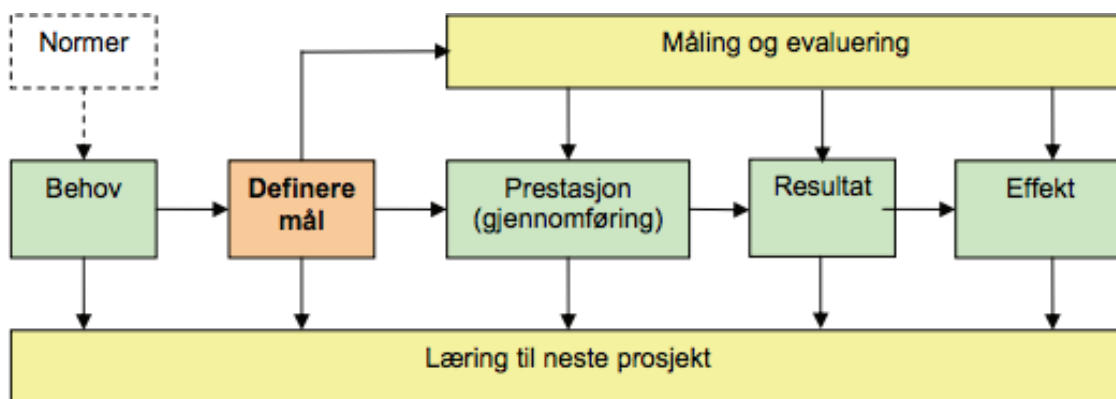 Normer
Måling og evaluering
Behov
Definere
mål
Prestasjon
(gjennomføring)
Resultat
Effekt
Læring til neste prosjekt